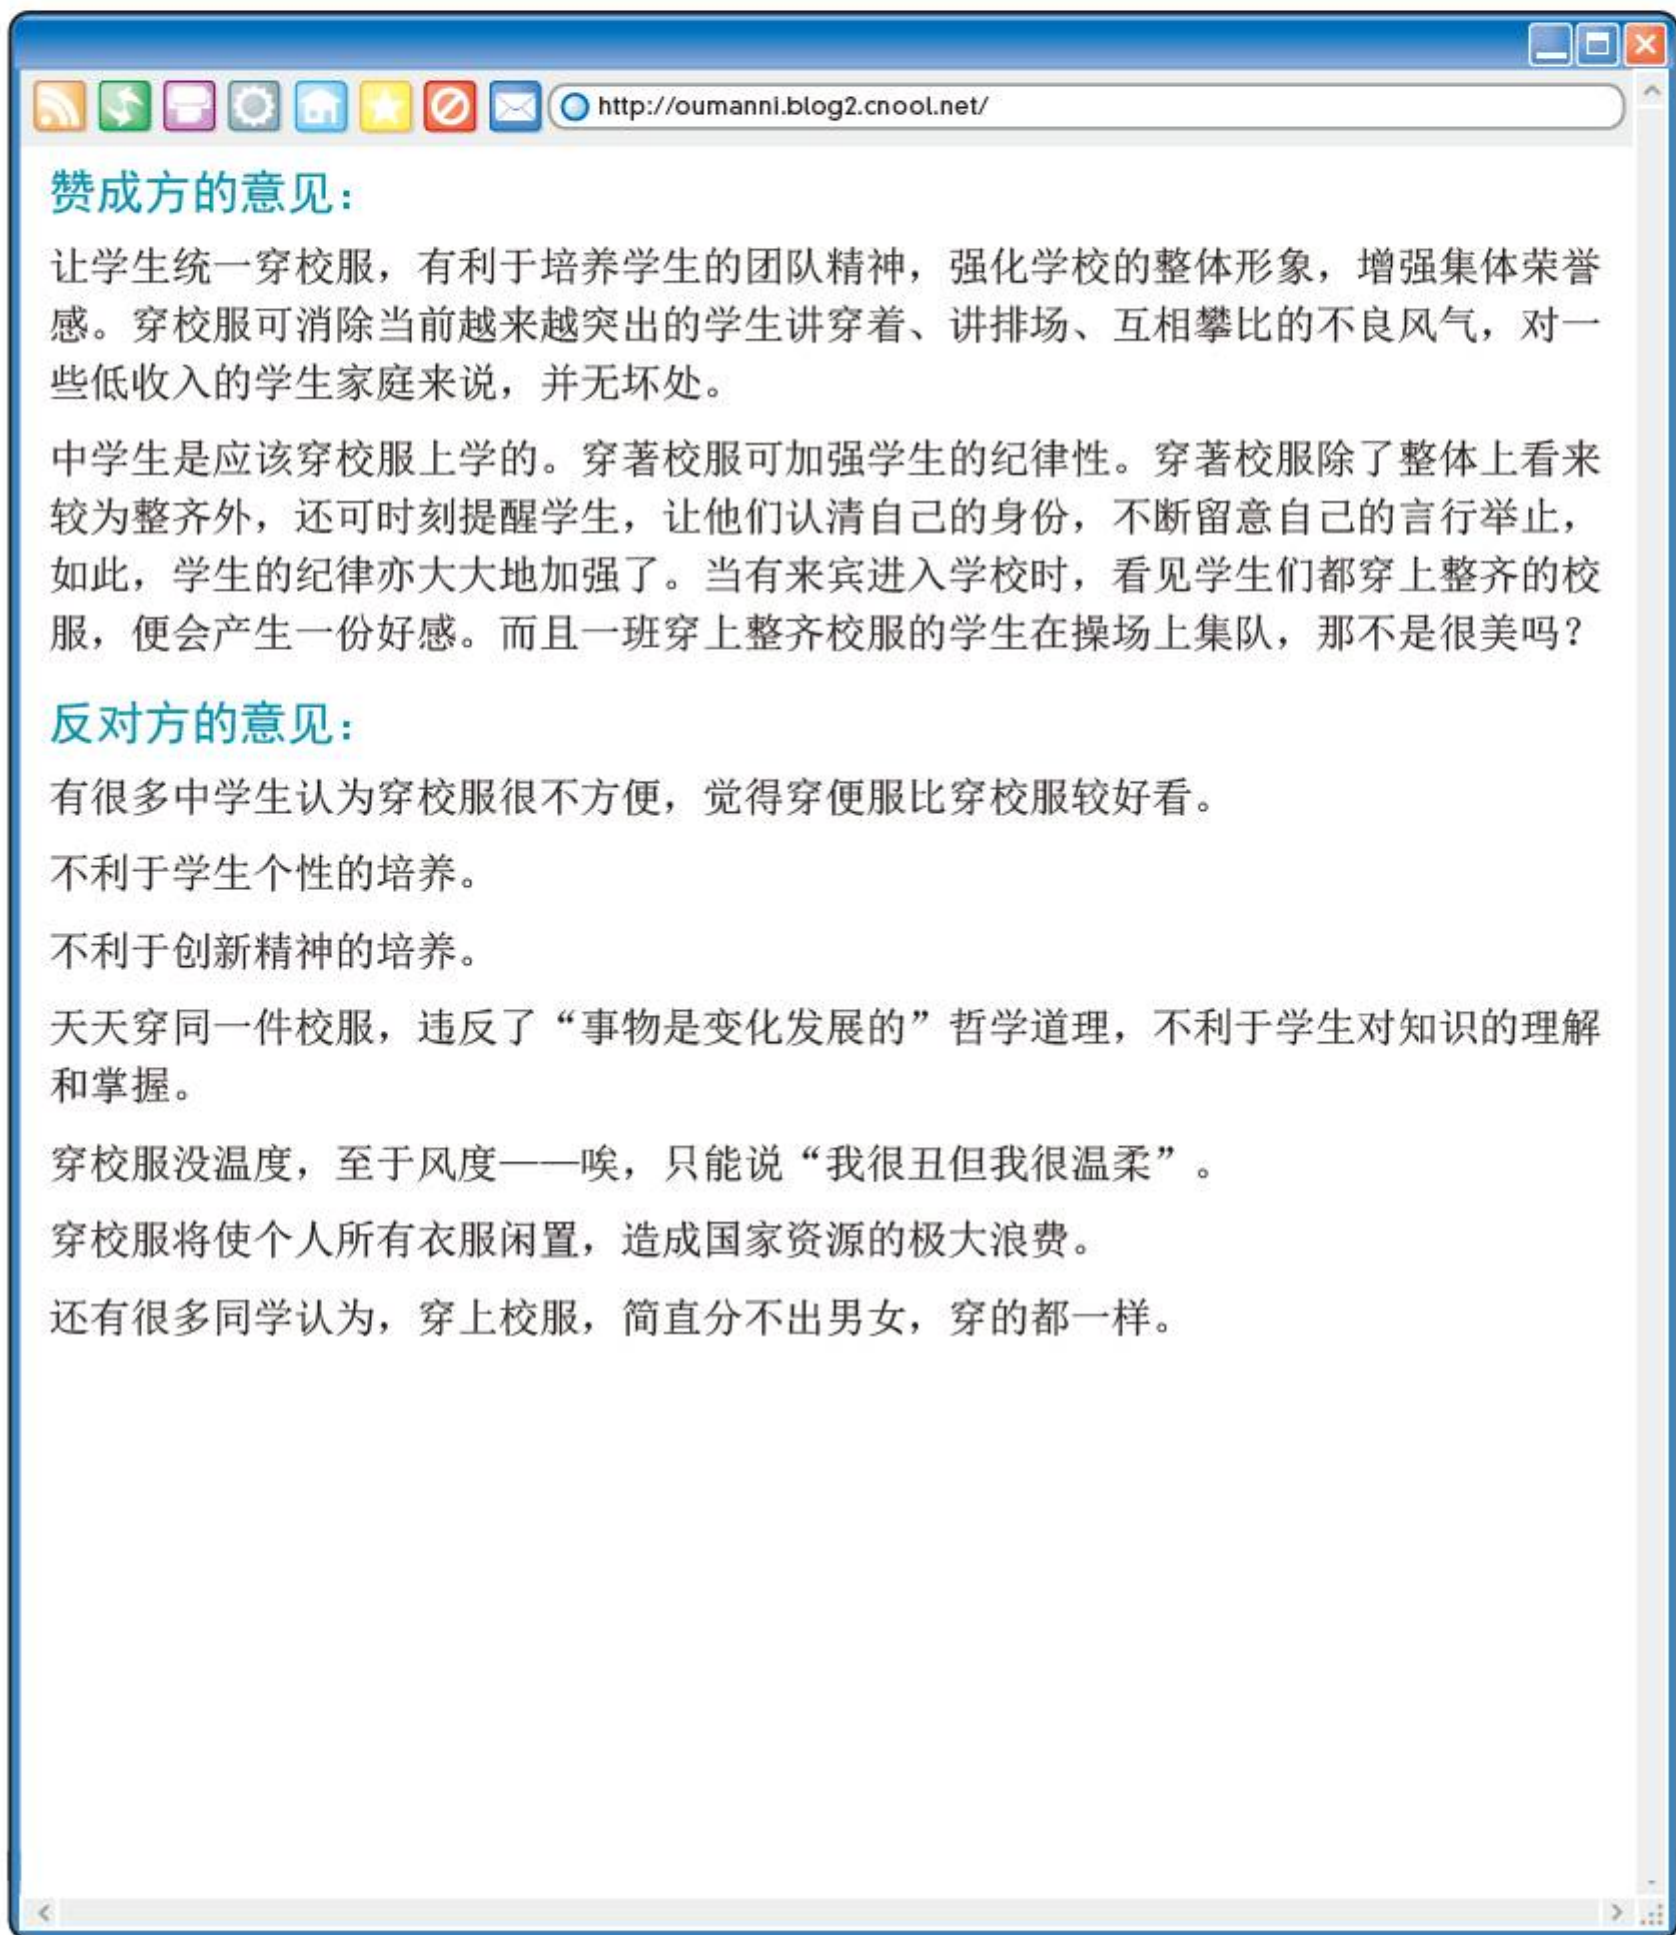 http://oumanni.blog2.cnool.net/
赞成方的意见：
让学生统一穿校服，有利于培养学生的团队精神，强化学校的整体形象，增强集体荣誉
感。穿校服可消除当前越来越突出的学生讲穿着、讲排场、互相攀比的不良风气，对一
些低收入的学生家庭来说，并无坏处。
中学生是应该穿校服上学的。穿著校服可加强学生的纪律性。穿著校服除了整体上看来
较为整齐外，还可时刻提醒学生，让他们认清自己的身份，不断留意自己的言行举止，
如此，学生的纪律亦大大地加强了。当有来宾进入学校时，看见学生们都穿上整齐的校
服，便会产生一份好感。而且一班穿上整齐校服的学生在操场上集队，那不是很美吗？
反对方的意见：
有很多中学生认为穿校服很不方便，觉得穿便服比穿校服较好看。
不利于学生个性的培养。
不利于创新精神的培养。
天天穿同一件校服，违反了“事物是变化发展的”哲学道理，不利于学生对知识的理解
和掌握。
穿校服没温度，至于风度——唉，只能说“我很丑但我很温柔”。
穿校服将使个人所有衣服闲置，造成国家资源的极大浪费。
还有很多同学认为，穿上校服，简直分不出男女，穿的都一样。